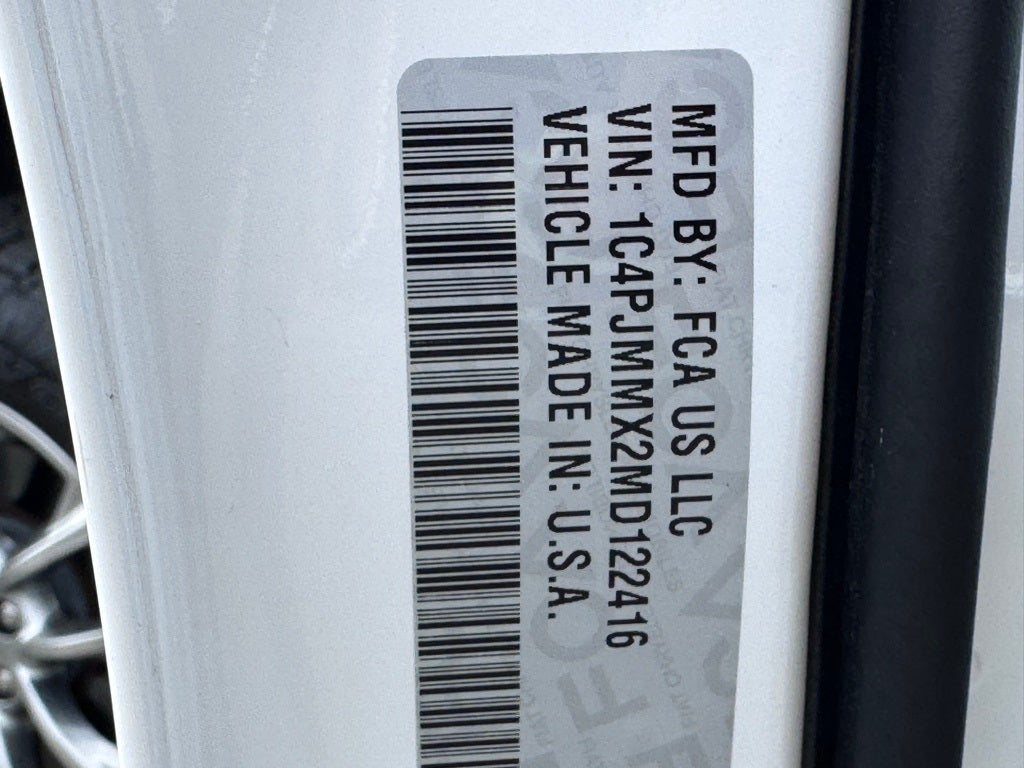 MFD BY: FCA US LLC
VIN: 1C4PJMMX2MD122416
VEHICLE MADE IN: U.S.A.